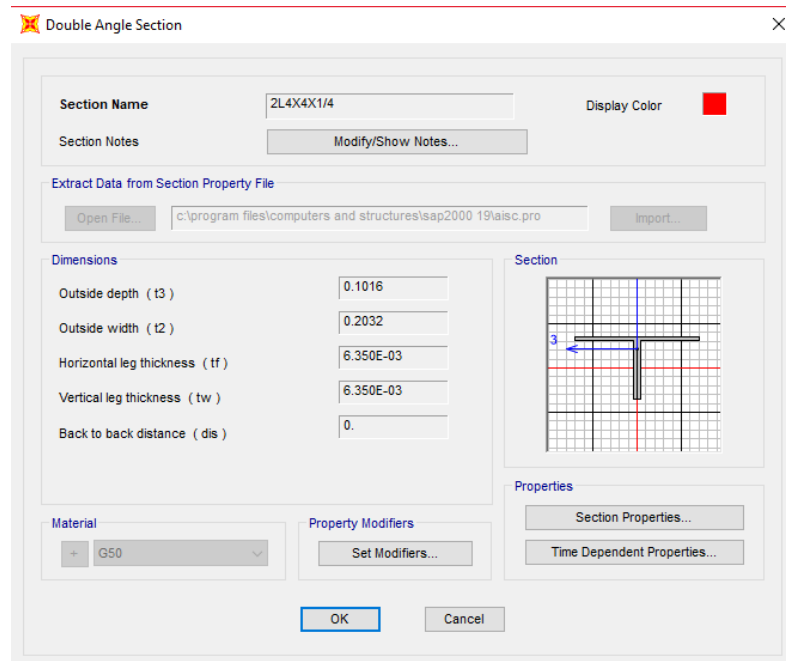 Double Angle Section
Section Name 2L4X4X1/4 Display Color
Section Notes Modify/Show Notes...
Extract Data from Section Property File
Open File... c:\program files\computers and structures\sap2000 19\aisc.pro Import...
Dimensions
Outside depth ( t3 ) 0.1016
Outside width ( t2 ) 0.2032
Horizontal leg thickness ( tf ) 6.350E-03
Vertical leg thickness ( tw ) 6.350E-03
Back to back distance ( dis ) 0.
Section
3
Properties
Section Properties...
Time Dependent Properties...
Material
+ G50
Property Modifiers
Set Modifiers...
OK Cancel